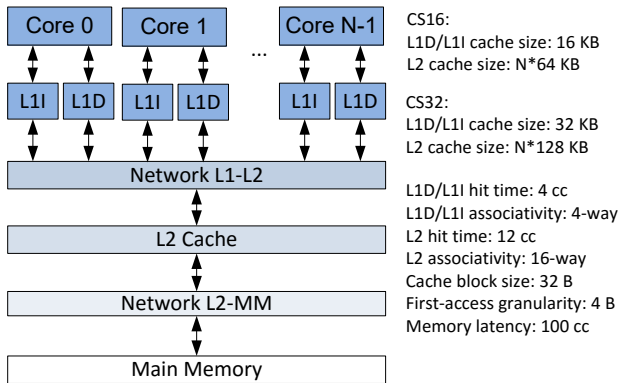 Core 0
Core 1
...
Core N-1
L1I
L1D
L1I
L1D
L1I
L1D
Network L1-L2
L2 Cache
Network L2-MM
Main Memory
CS16:
L1D/L1I cache size: 16 KB
L2 cache size: N*64 KB
CS32:
L1D/L1I cache size: 32 KB
L2 cache size: N*128 KB
L1D/L1I hit time: 4 cc
L1D/L1I associativity: 4-way
L2 hit time: 12 cc
L2 associativity: 16-way
Cache block size: 32 B
First-access granularity: 4 B
Memory latency: 100 cc